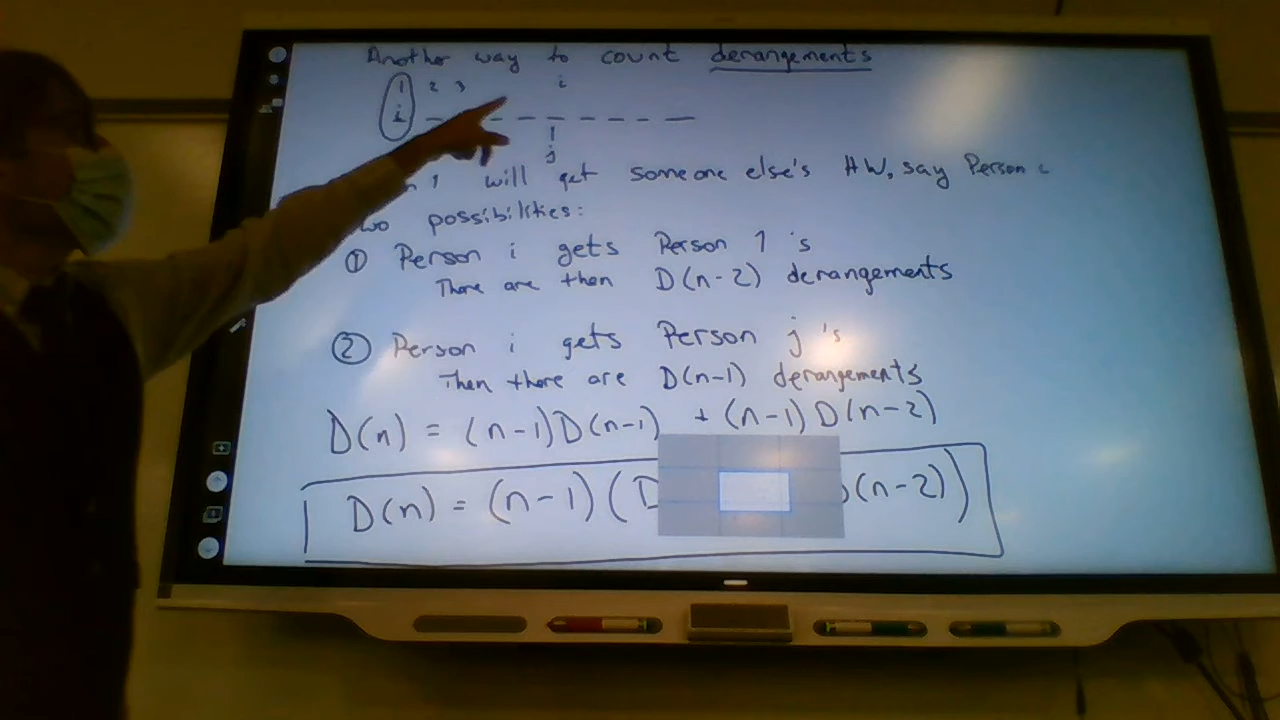 Another way to count derangements
1 2 3 i
i
j
1 will get someone else's HW, say Person i
possibilities:
① Person i gets Person 1's
There are then D(n-2) derangements
② Person i gets Person j's
Then there are D(n-1) derangements
D(n) = (n-1)D(n-1) + (n-1)D(n-2)
D(n) = (n-1)(D (n-2))